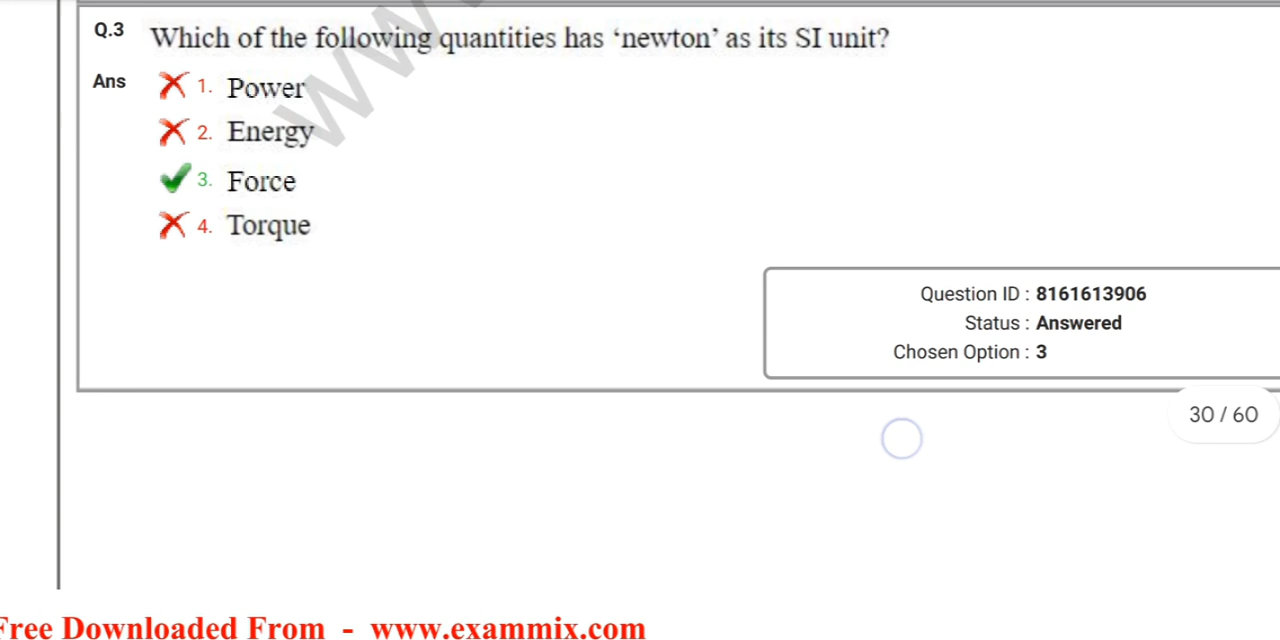 Q.3 Which of the following quantities has ‘newton’ as its SI unit?
Ans 1. Power
2. Energy
3. Force
4. Torque
Question ID : 8161613906
Status : Answered
Chosen Option : 3
30 / 60
Free Downloaded From - www.exammix.com